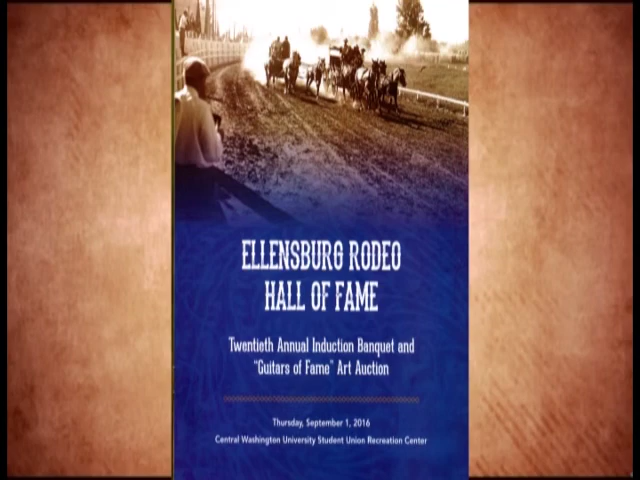 ELLENSBURG RODEO
HALL OF FAME
Twentieth Annual Induction Banquet and
"Guitars of Fame" Art Auction
Thursday, September 1, 2016
Central Washington University Student Union Recreation Center